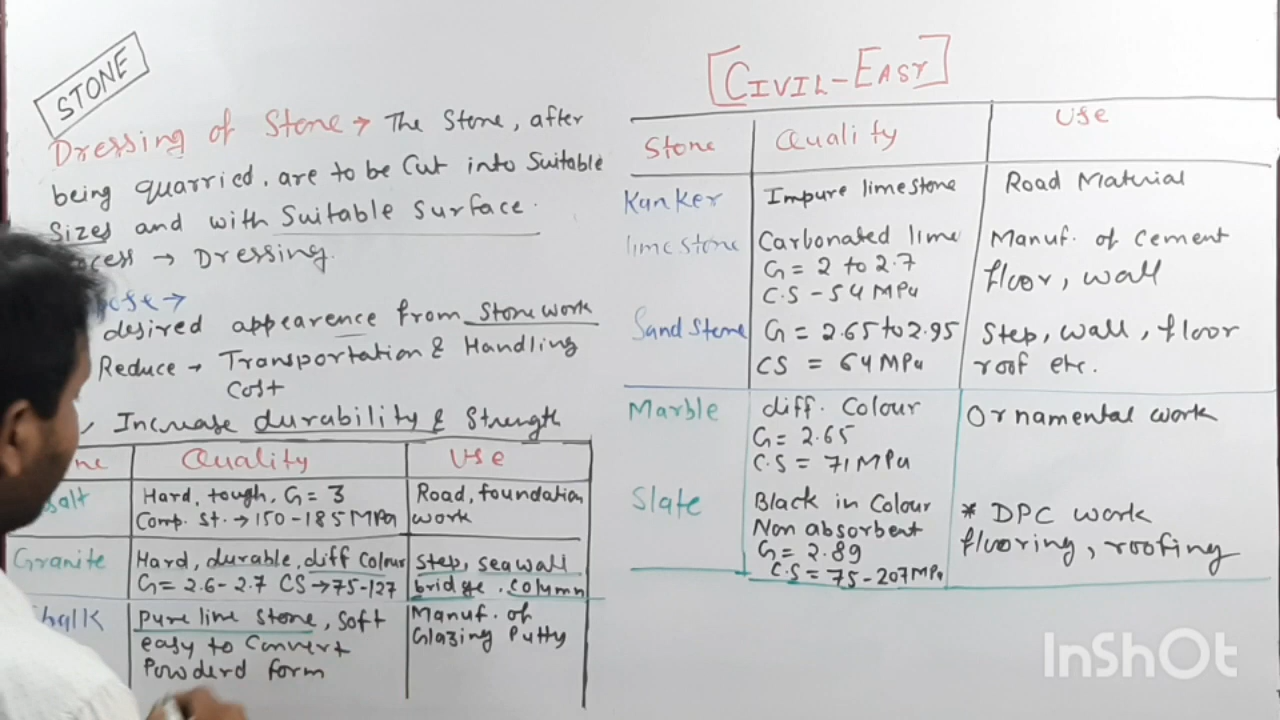 STONE
Dressing of Stone → The Stone, after
being quarried. are to be Cut into Suitable
Sizes and with Suitable Surface.
→ Dressing.
desired appearence from Stone work
Reduce → Transportation & Handling
Cost
Increase durability & Strength
Quality Use
Hard, tough, G = 3 Road, foundation
Comp. St. → 150 - 185 MPa work
Granite Hard, durable, diff Colour Step, sea wall
G = 2.6 - 2.7 CS → 75 - 127 bridge. Column
pure lime stone, Soft Manuf. of
easy to Convert Glazing Putty
Powderd form
[CIVIL-EASY]
Stone Quality Use
Kanker Impure limestone Road Material
lime stone Carbonated lime Manuf. of Cement
G = 2 to 2.7 floor, wall
C.S - 54 MPa
Sand Stone G = 2.65 to 2.95 Step, wall, floor
CS = 64 MPa roof etc.
Marble diff. Colour Ornamental work
G = 2.65
C.S = 71 MPa
Slate Black in Colour * DPC work
Non absorbent flooring, roofing
G = 2.89
C.S = 75 - 207 MPa
InShOt